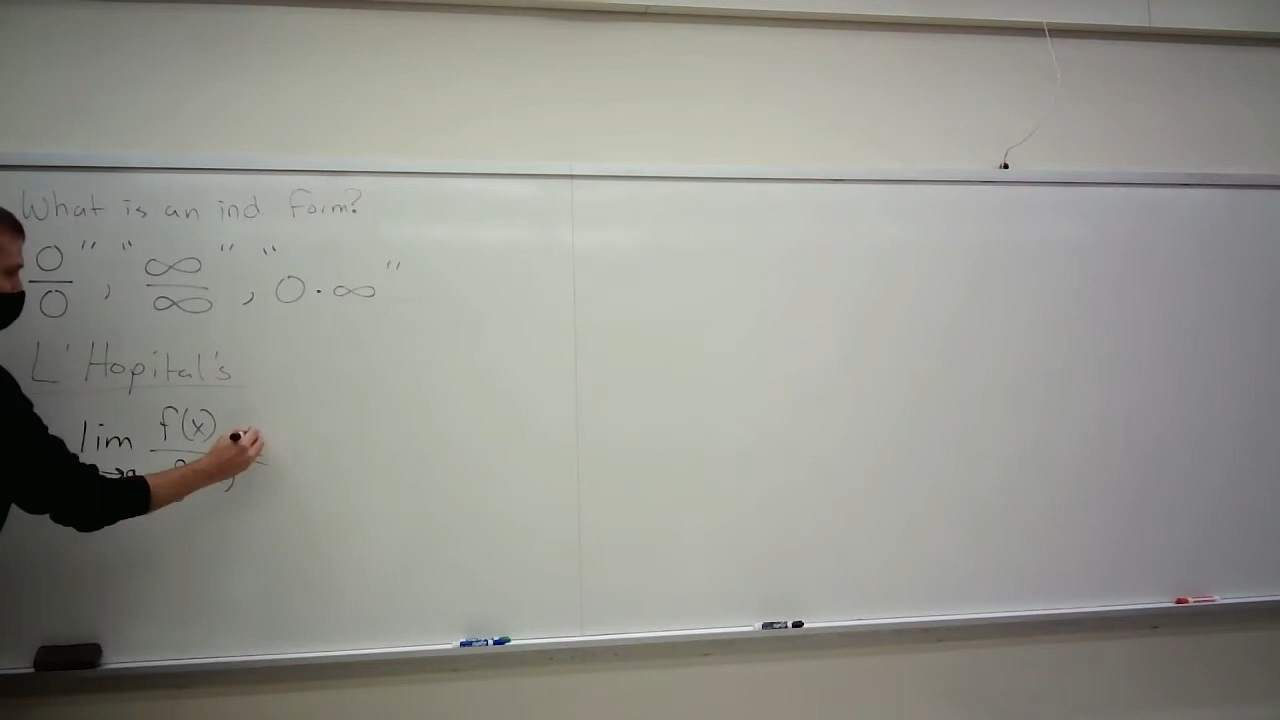 What is an ind form?
0/0" , "∞/∞" , "0·∞"
L'Hopital's
lim f(x)